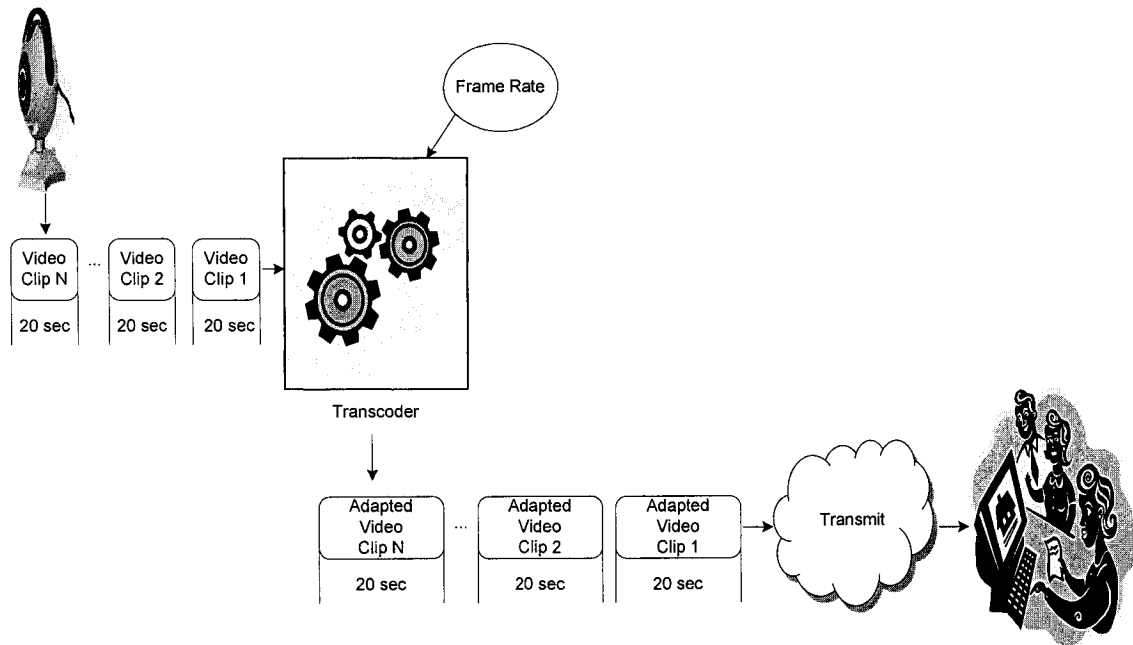 Frame Rate
Video
Clip N
...
Video
Clip 2
Video
Clip 1
20 sec
20 sec
20 sec
Transcoder
Adapted
Video
Clip N
...
Adapted
Video
Clip 2
Adapted
Video
Clip 1
Transmit
20 sec
20 sec
20 sec